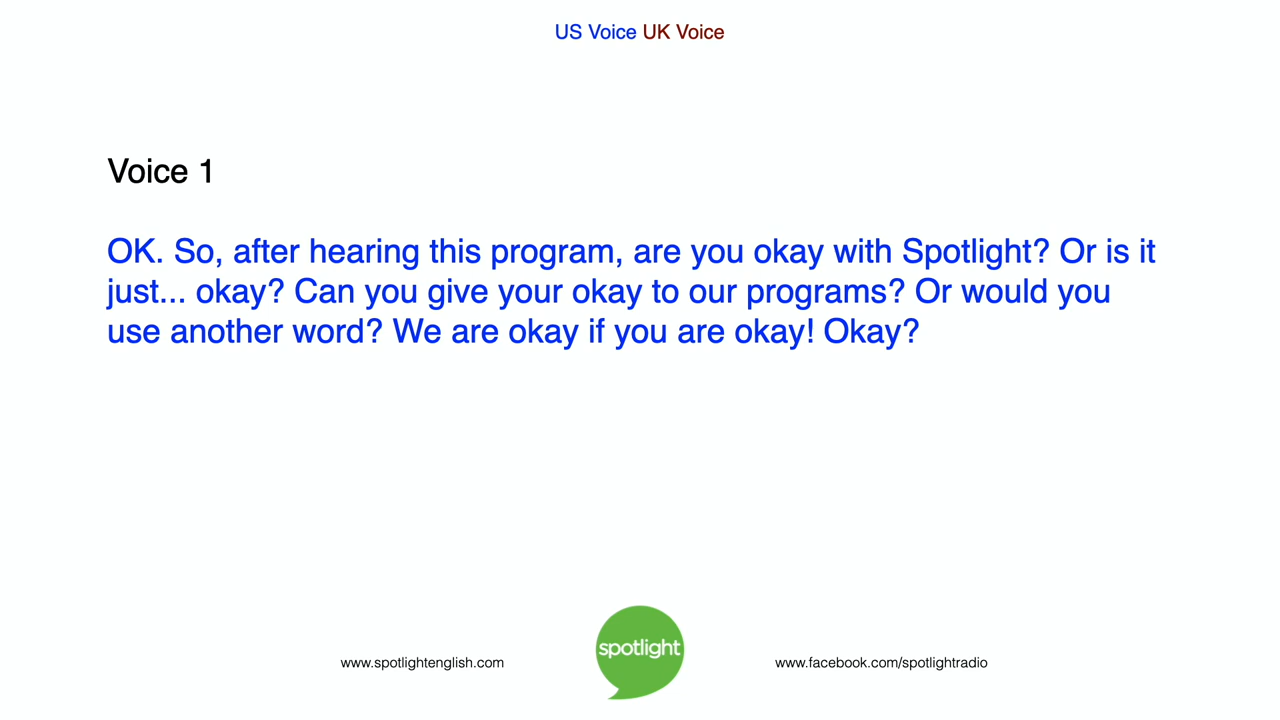 US Voice UK Voice
Voice 1
OK. So, after hearing this program, are you okay with Spotlight? Or is it
just... okay? Can you give your okay to our programs? Or would you
use another word? We are okay if you are okay! Okay?
www.spotlightenglish.com
spotlight
www.facebook.com/spotlightradio